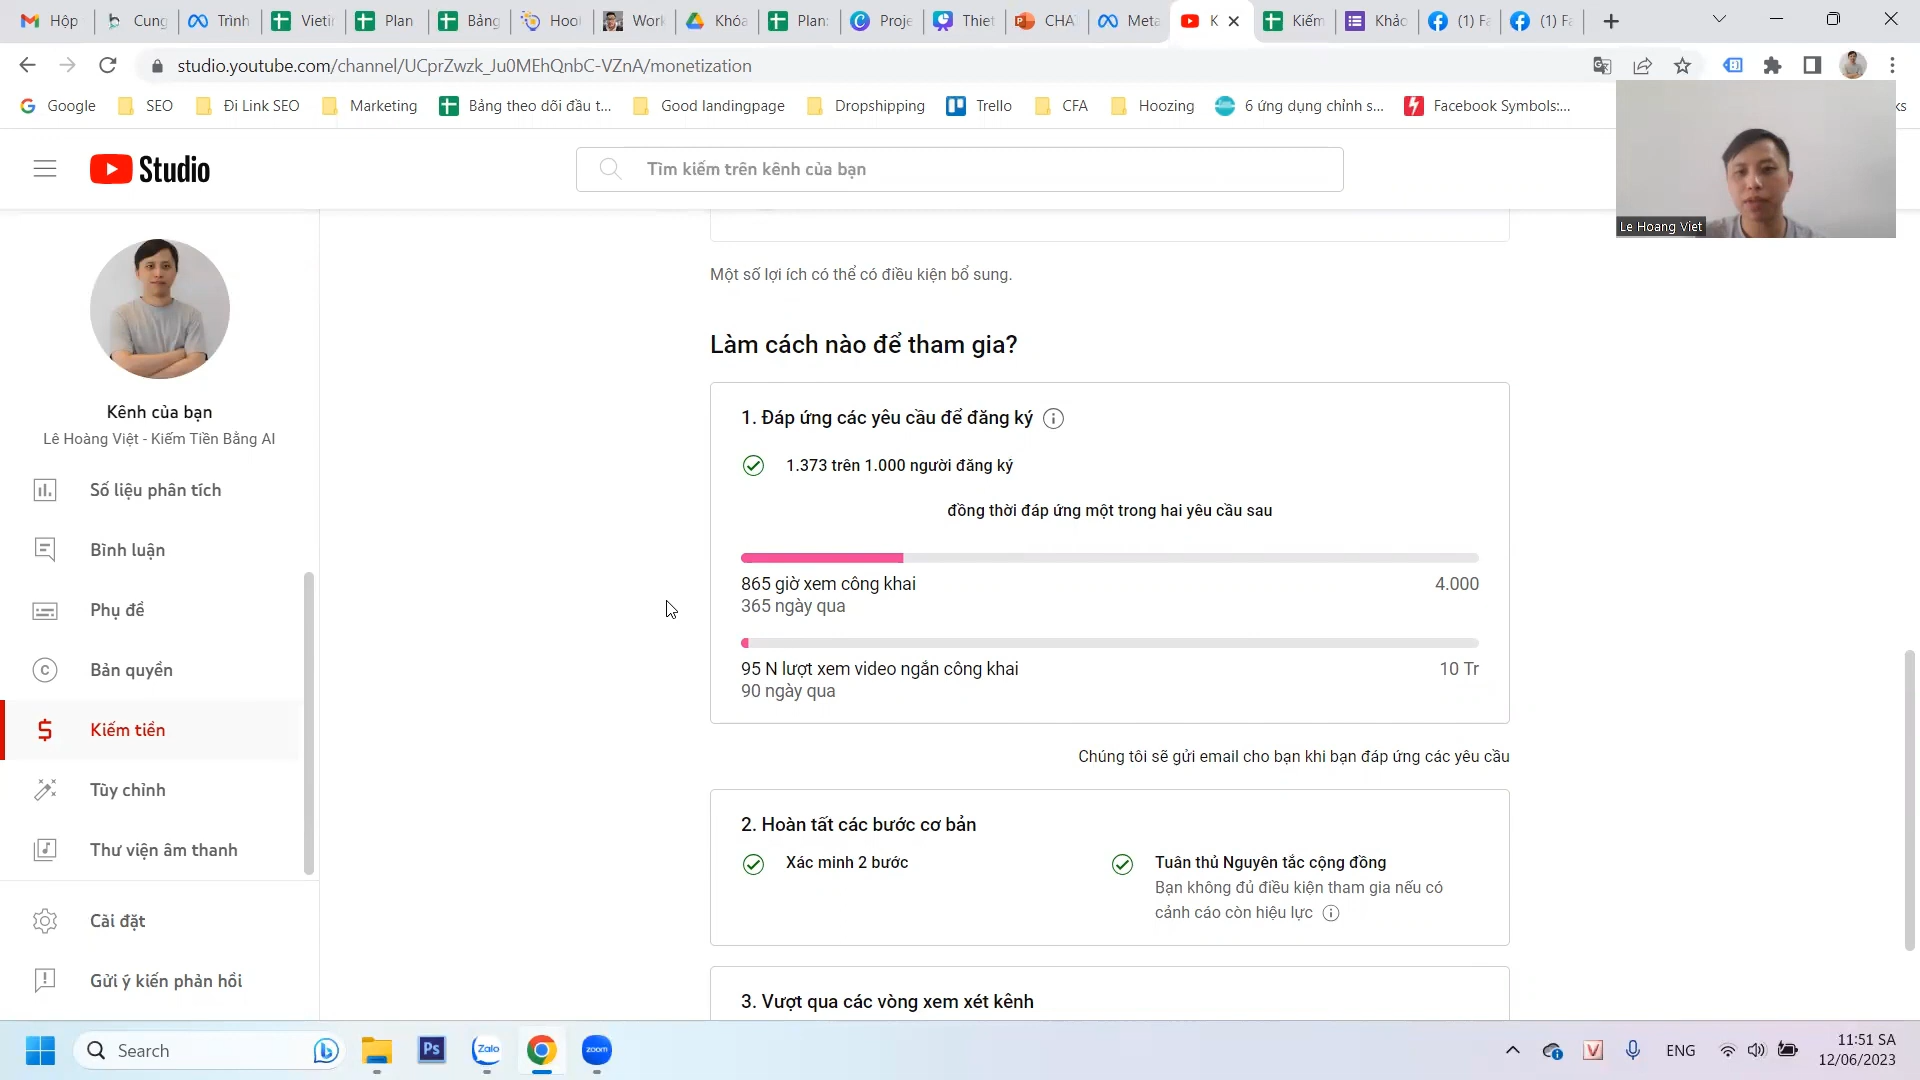 Hộp
Cung
Trình
Vietin
Plan
Bảng
Hool
Work
Khóa
Plan:
Proje
Thiet
CHA
Meta
K
Kiếm
Khảo
(1) Fa
(1) Fa
studio.youtube.com/channel/UCprZwzk_Ju0MEhQnbC-VZnA/monetization
Google
SEO
Đi Link SEO
Marketing
Bảng theo dõi đầu t...
Good landingpage
Dropshipping
Trello
CFA
Hoozing
6 ứng dụng chỉnh s...
Facebook Symbols:...
ks
Studio
Tìm kiếm trên kênh của bạn
Le Hoang Viet
Kênh của bạn
Lê Hoàng Việt - Kiếm Tiền Bằng AI
Số liệu phân tích
Bình luận
Phụ đề
Bản quyền
Kiếm tiền
Tùy chỉnh
Thư viện âm thanh
Cài đặt
Gửi ý kiến phản hồi
Một số lợi ích có thể có điều kiện bổ sung.
Làm cách nào để tham gia?
1. Đáp ứng các yêu cầu để đăng ký
1.373 trên 1.000 người đăng ký
đồng thời đáp ứng một trong hai yêu cầu sau
865 giờ xem công khai
4.000
365 ngày qua
95 N lượt xem video ngắn công khai
10 Tr
90 ngày qua
Chúng tôi sẽ gửi email cho bạn khi bạn đáp ứng các yêu cầu
2. Hoàn tất các bước cơ bản
Xác minh 2 bước
Tuân thủ Nguyên tắc cộng đồng
Bạn không đủ điều kiện tham gia nếu có
cảnh cáo còn hiệu lực
3. Vượt qua các vòng xem xét kênh
Search
Ps
Zalo
zoom
ENG
11:51 SA
12/06/2023